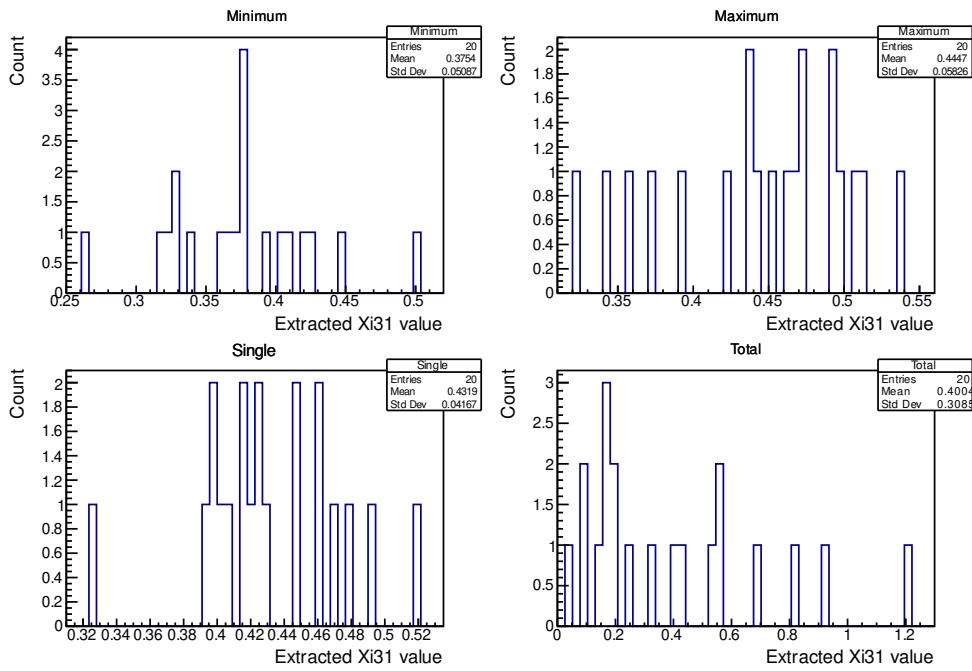 Minimum
Minimum
Entries 20
Mean 0.3754
Std Dev 0.05087
Count
4
3.5
3
2.5
2
1.5
1
0.5
0
0.25 0.3 0.35 0.4 0.45 0.5
Extracted Xi31 value
Maximum
Maximum
Entries 20
Mean 0.4447
Std Dev 0.05826
Count
2
1.8
1.6
1.4
1.2
1
0.8
0.6
0.4
0.2
0
0.35 0.4 0.45 0.5 0.55
Extracted Xi31 value
Single
Single
Entries 20
Mean 0.4319
Std Dev 0.04167
Count
2
1.8
1.6
1.4
1.2
1
0.8
0.6
0.4
0.2
0
0.32 0.34 0.36 0.38 0.4 0.42 0.44 0.46 0.48 0.5 0.52
Extracted Xi31 value
Total
Total
Entries 20
Mean 0.4004
Std Dev 0.3085
Count
3
2.5
2
1.5
1
0.5
0
0 0.2 0.4 0.6 0.8 1 1.2
Extracted Xi31 value